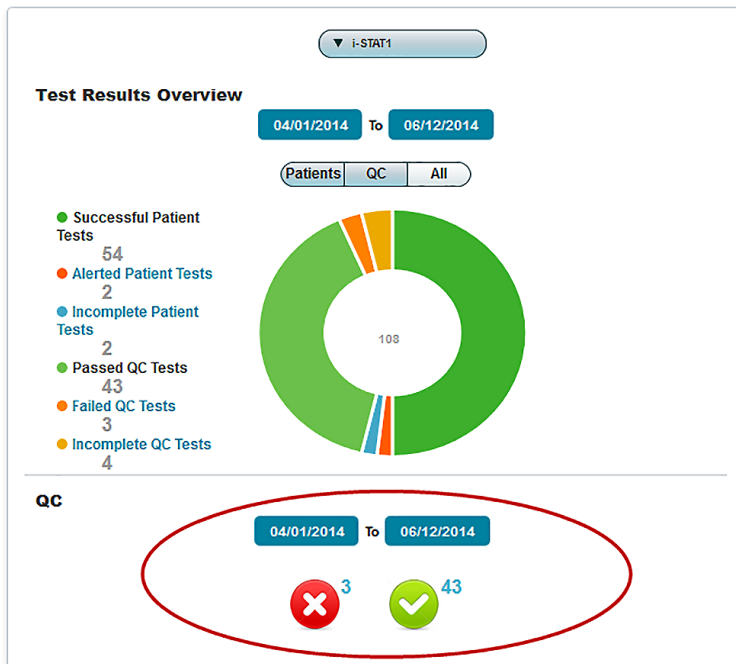 ▼ i-STAT1
Test Results Overview
04/01/2014 To 06/12/2014
Patients QC All
Successful Patient
Tests
54
Alerted Patient Tests
2
Incomplete Patient
Tests
2
Passed QC Tests
43
Failed QC Tests
3
Incomplete QC Tests
4
108
QC
04/01/2014 To 06/12/2014
3 43